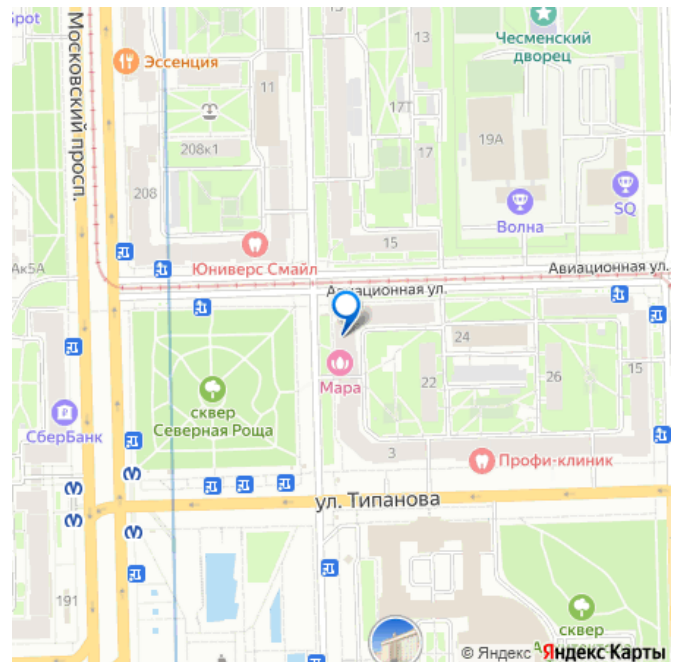 Spot
Эссенция
Московский просп.
11
13
Чесменский
дворец
17Т
19А
17
208к1
208
Волна
SQ
15
Юниверс Смайл
Ак5А
Авиационная ул.
Авиационная ул.
24
Мара
22
26
15
сквер
Северная Роща
СберБанк
3
Профи-клиник
ул. Типанова
191
сквер
© Яндекс Яндекс Карты